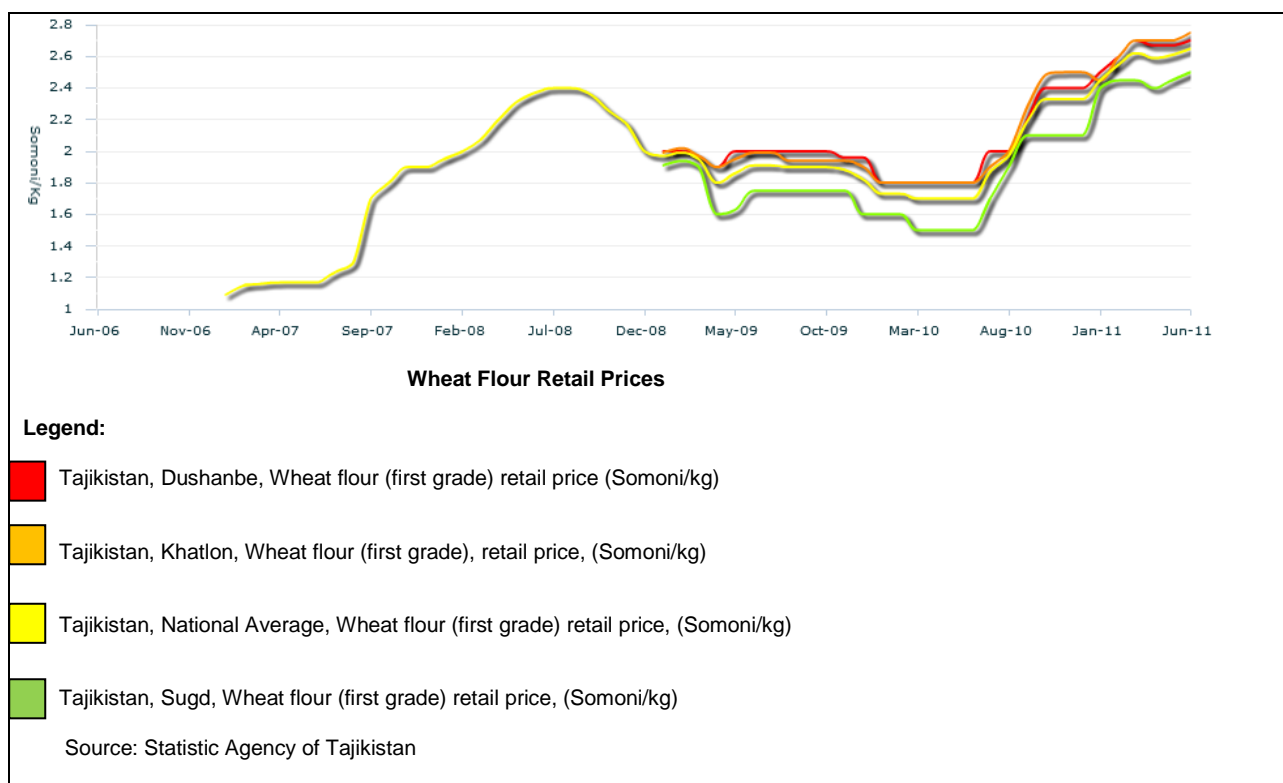 2.8
2.6
2.4
2.2
2
1.8
1.6
1.4
1.2
1
Somoni/Kg
Jun-06 Nov-06 Apr-07 Sep-07 Feb-08 Jul-08 Dec-08 May-09 Oct-09 Mar-10 Aug-10 Jan-11 Jun-11
Wheat Flour Retail Prices
Legend:
Tajikistan, Dushanbe, Wheat flour (first grade) retail price (Somoni/kg)
Tajikistan, Khatlon, Wheat flour (first grade), retail price, (Somoni/kg)
Tajikistan, National Average, Wheat flour (first grade) retail price, (Somoni/kg)
Tajikistan, Sugd, Wheat flour (first grade) retail price, (Somoni/kg)
Source: Statistic Agency of Tajikistan